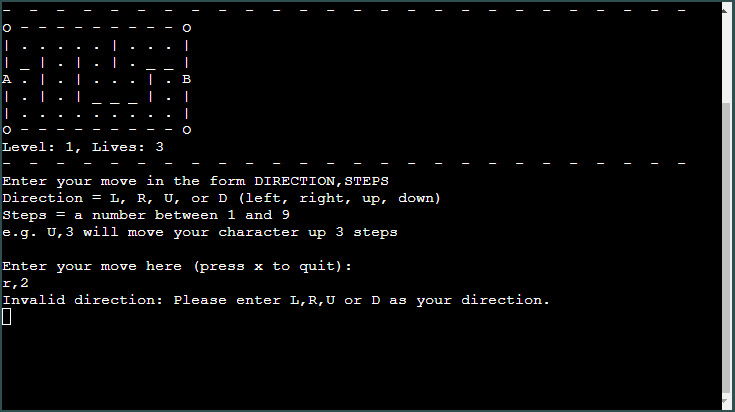 - - - - - - - - - - - - - - - - - - - - - - - - - -
O - - - - - - - - - O
| . . . . . | . . . |
| _ | . | . | . _ _ |
A . | . | . . . | . B
| . | . | _ _ _ | . |
| . . . . . . . . . |
O - - - - - - - - - O
Level: 1, Lives: 3
- - - - - - - - - - - - - - - - - - - - - - - - - -
Enter your move in the form DIRECTION,STEPS
Direction = L, R, U, or D (left, right, up, down)
Steps = a number between 1 and 9
e.g. U,3 will move your character up 3 steps
Enter your move here (press x to quit):
r,2
Invalid direction: Please enter L,R,U or D as your direction.